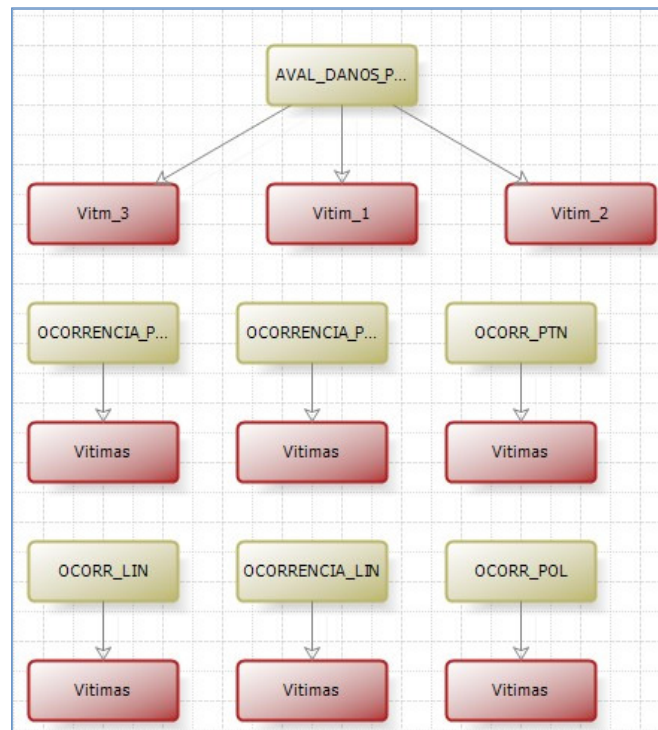 AVAL_DANOS_P...
Vitm_3
Vitim_1
Vitim_2
OCORRENCIA_P...
OCORRENCIA_P...
OCORR_PTN
Vitimas
Vitimas
Vitimas
OCORR_LIN
OCORRENCIA_LIN
OCORR_POL
Vitimas
Vitimas
Vitimas